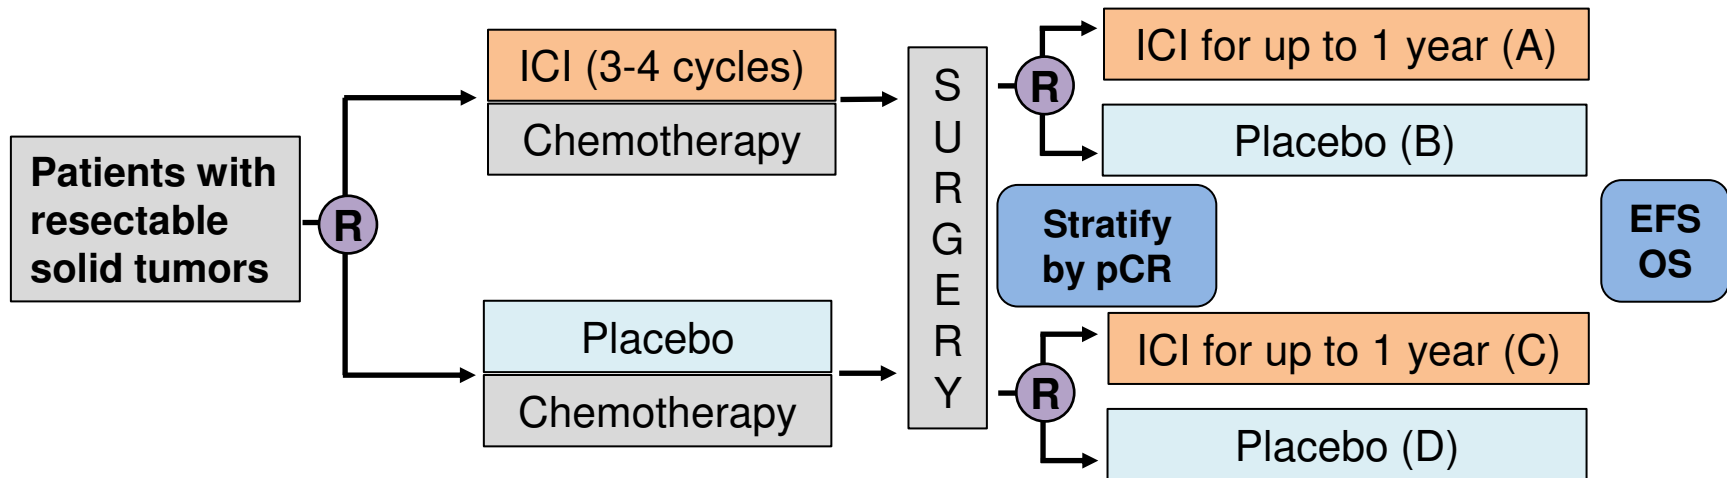 Patients with
resectable
solid tumors
R
ICI (3-4 cycles)
Chemotherapy
Placebo
Chemotherapy
S
U
R
G
E
R
Y
R
ICI for up to 1 year (A)
Placebo (B)
Stratify
by pCR
R
ICI for up to 1 year (C)
Placebo (D)
EFS
OS